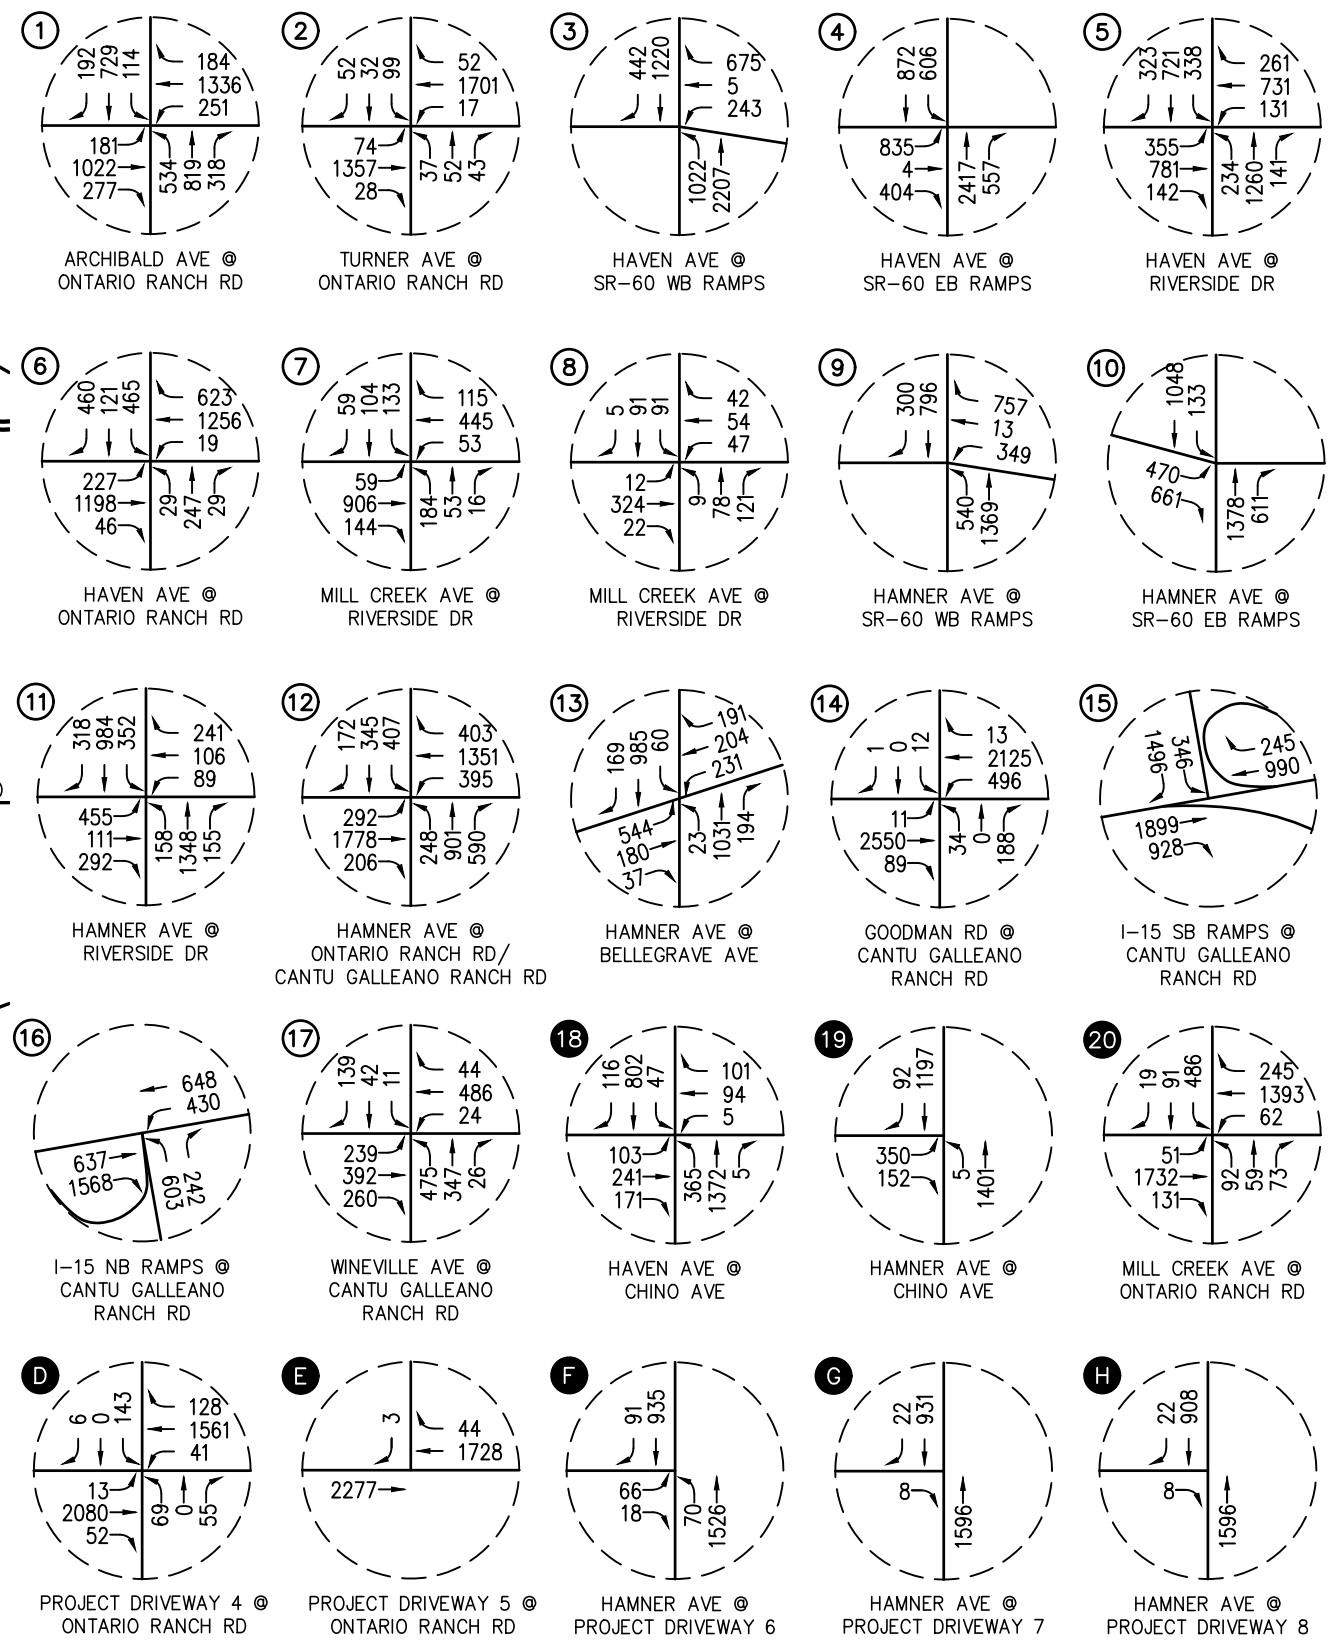 1
192 729 114
184
1336
251
181
1022
277
534 819 318
ARCHIBALD AVE @
ONTARIO RANCH RD
2
52 32 99
52
1701
17
74
1357
28
37 52 43
TURNER AVE @
ONTARIO RANCH RD
3
442 1220
675
5
243
1022 2207
HAVEN AVE @
SR-60 WB RAMPS
4
872 606
835
4
404
2417 557
HAVEN AVE @
SR-60 EB RAMPS
5
323 721 338
261
731
131
355
781
142
234 1260 141
HAVEN AVE @
RIVERSIDE DR
6
460 121 465
623
1256
19
227
1198
46
29 247 29
HAVEN AVE @
ONTARIO RANCH RD
7
59 104 133
115
445
53
59
906
144
184 53 16
MILL CREEK AVE @
RIVERSIDE DR
8
5 91 91
42
54
47
12
324
22
9 78 121
MILL CREEK AVE @
RIVERSIDE DR
9
300 796
757
13
349
540 1369
HAMNER AVE @
SR-60 WB RAMPS
10
1048 133
470
661
1378 611
HAMNER AVE @
SR-60 EB RAMPS
11
318 984 352
241
106
89
455
111
292
158 1348 155
HAMNER AVE @
RIVERSIDE DR
12
172 345 407
403
1351
395
292
1778
206
248 901 590
HAMNER AVE @
ONTARIO RANCH RD/
CANTU GALLEANO RANCH RD
13
169 985 60
191
204
231
544
180
37
23 1031 194
HAMNER AVE @
BELLEGRAVE AVE
14
1 0 12
13
2125
496
11
2550
89
34 0 188
GOODMAN RD @
CANTU GALLEANO
RANCH RD
15
1496 346
245
990
1899
928
I-15 SB RAMPS @
CANTU GALLEANO
RANCH RD
16
648
430
637
1568
603 242
I-15 NB RAMPS @
CANTU GALLEANO
RANCH RD
17
139 42 11
44
486
24
239
392
260
475 347 26
WINEVILLE AVE @
CANTU GALLEANO
RANCH RD
18
116 802 47
101
94
5
103
241
171
365 1372 5
HAVEN AVE @
CHINO AVE
19
92 1197
350
152
5 1401
HAMNER AVE @
CHINO AVE
20
19 91 486
245
1393
62
51
1732
131
92 59 73
MILL CREEK AVE @
ONTARIO RANCH RD
D
6 0 143
128
1561
41
13
2080
52
69 0 55
PROJECT DRIVEWAY 4 @
ONTARIO RANCH RD
E
3
44
1728
2277
PROJECT DRIVEWAY 5 @
ONTARIO RANCH RD
F
91 935
66
18
70 1526
HAMNER AVE @
PROJECT DRIVEWAY 6
G
22 931
8
1596
HAMNER AVE @
PROJECT DRIVEWAY 7
H
22 908
8
1596
HAMNER AVE @
PROJECT DRIVEWAY 8